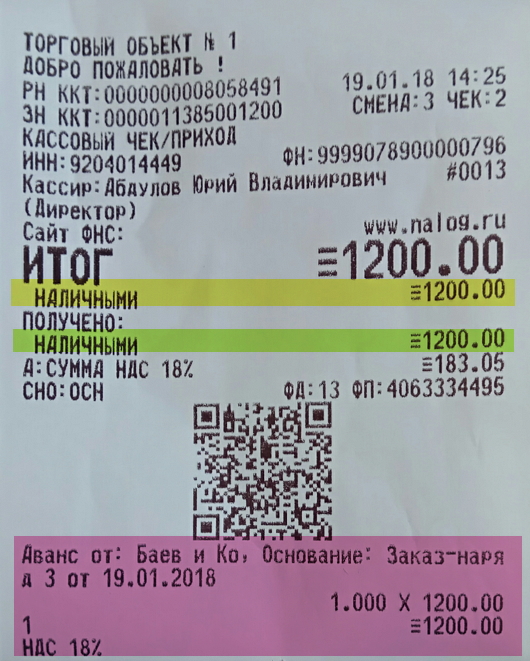 ТОРГОВЫЙ ОБЪЕКТ № 1
ДОБРО ПОЖАЛОВАТЬ !
РН ККТ:0000000008058491 19.01.18 14:25
ЗН ККТ:0000011385001200 СМЕНА:3 ЧЕК:2
КАССОВЫЙ ЧЕК/ПРИХОД
ИНН:9204014449 ФН:9999078900000796
Кассир:Абдулов Юрий Владимирович #0013
(Директор)
Сайт ФНС: www.nalog.ru
ИТОГ ≡1200.00
НАЛИЧНЫМИ ≡1200.00
ПОЛУЧЕНО:
НАЛИЧНЫМИ ≡1200.00
А:СУММА НДС 18% ≡183.05
СНО:ОСН ФД:13 ФП:4063334495
Аванс от: Баев и Ко, Основание: Заказ-наря
д 3 от 19.01.2018
1.000 X 1200.00
1 ≡1200.00
НДС 18%